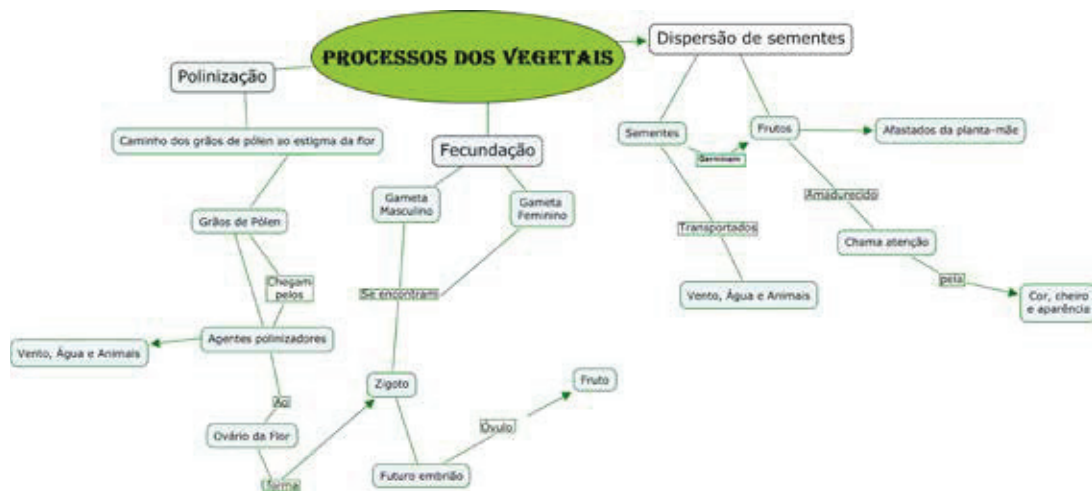 PROCESSOS DOS VEGETAIS
Polinização
Caminho dos grãos de pólen ao estigma da flor
Grãos de Pólen
Chegam
pelos
Agentes polinizadores
Vento, Água e Animais
Ao
Ovário da Flor
forma
Fecundação
Gameta
Masculino
Gameta
Feminino
Se encontram
Zigoto
Futuro embrião
Óvulo
Fruto
Dispersão de sementes
Sementes
Germinam
Frutos
Afastados da planta-mãe
Transportados
Vento, Água e Animais
Amadurecido
Chama atenção
pela
Cor, cheiro
e aparência